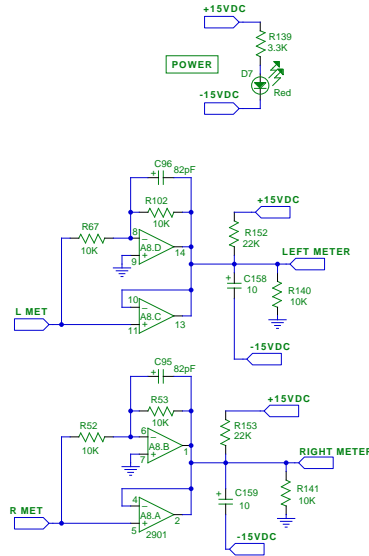 +15VDC
R139
3.3K
POWER
D7
Red
-15VDC
C96
+ 82pF
R102
10K
+15VDC
R67
10K
8
A8.D
14
9
R152
22K
LEFT METER
10
A8.C
13
11
+ C158
10
R140
10K
L MET
-15VDC
C95
+ 82pF
R53
10K
+15VDC
R52
10K
6
A8.B
1
7
R153
22K
RIGHT METER
4
A8.A
2
5
2901
+ C159
10
R141
10K
R MET
-15VDC